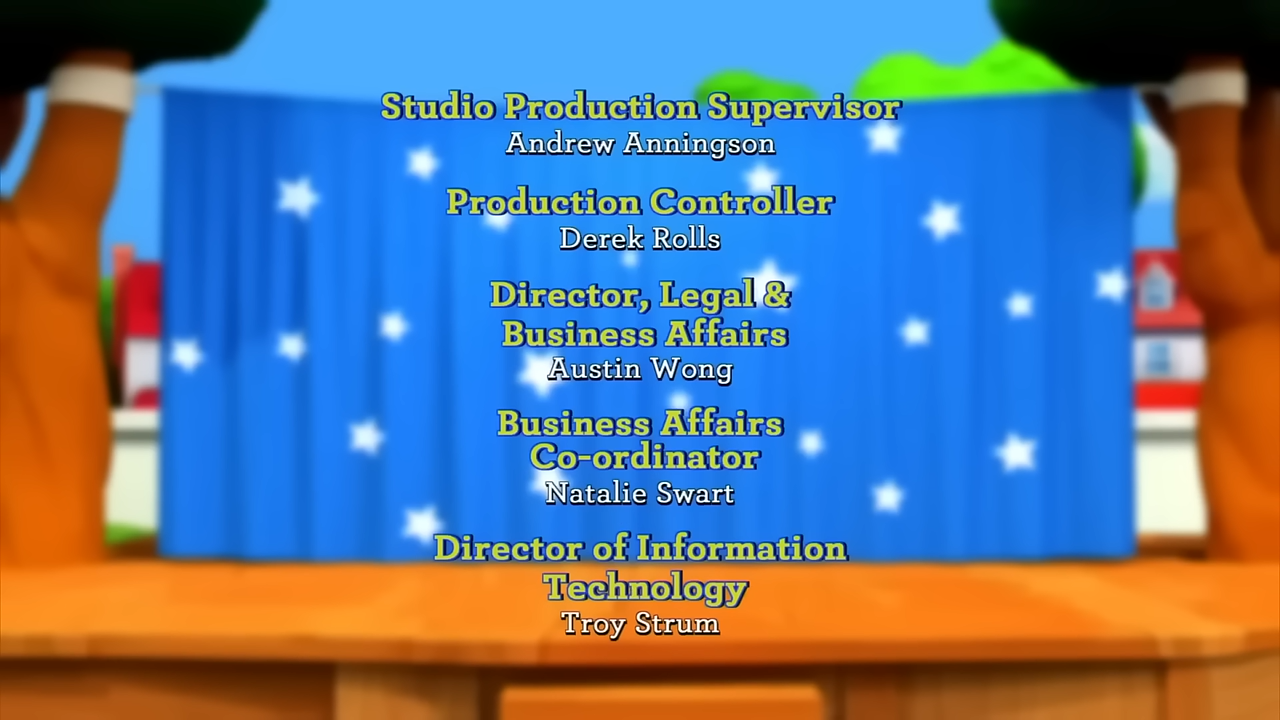 Studio Production Supervisor
Andrew Anningson
Production Controller
Derek Rolls
Director, Legal &
Business Affairs
Austin Wong
Business Affairs
Co-ordinator
Natalie Swart
Director of Information
Technology
Troy Strum